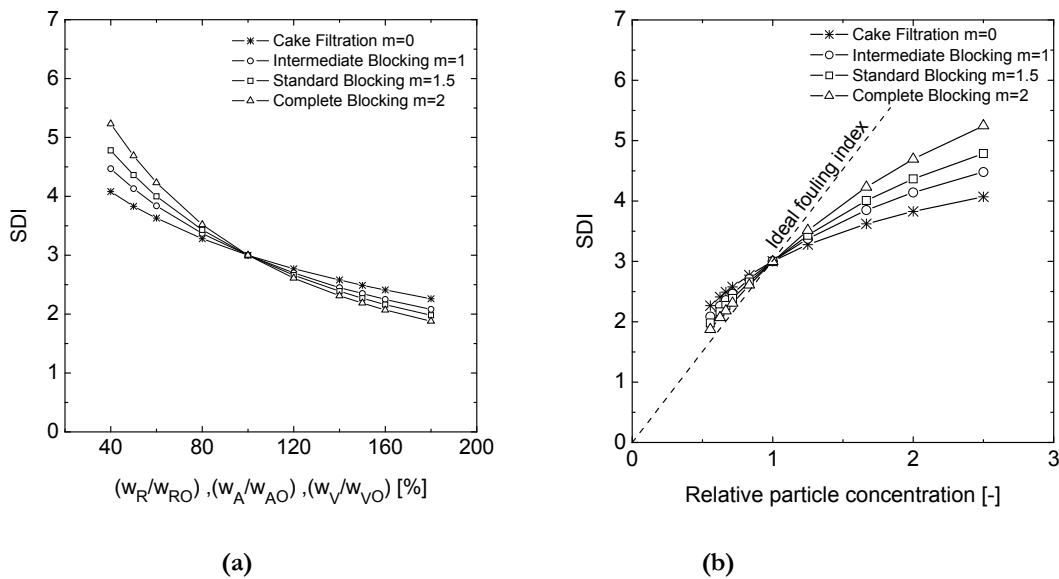 7
6
5
4
3
2
1
0
SDI
Cake Filtration m=0
Intermediate Blocking m=1
Standard Blocking m=1.5
Complete Blocking m=2
40 80 120 160 200
(w_R/w_RO) ,(w_A/w_AO) ,(w_V/w_VO) [%]
(a)
7
6
5
4
3
2
1
0
SDI
Cake Filtration m=0
Intermediate Blocking m=1
Standard Blocking m=1.5
Complete Blocking m=2
Ideal fouling index
0 1 2 3
Relative particle concentration [-]
(b)